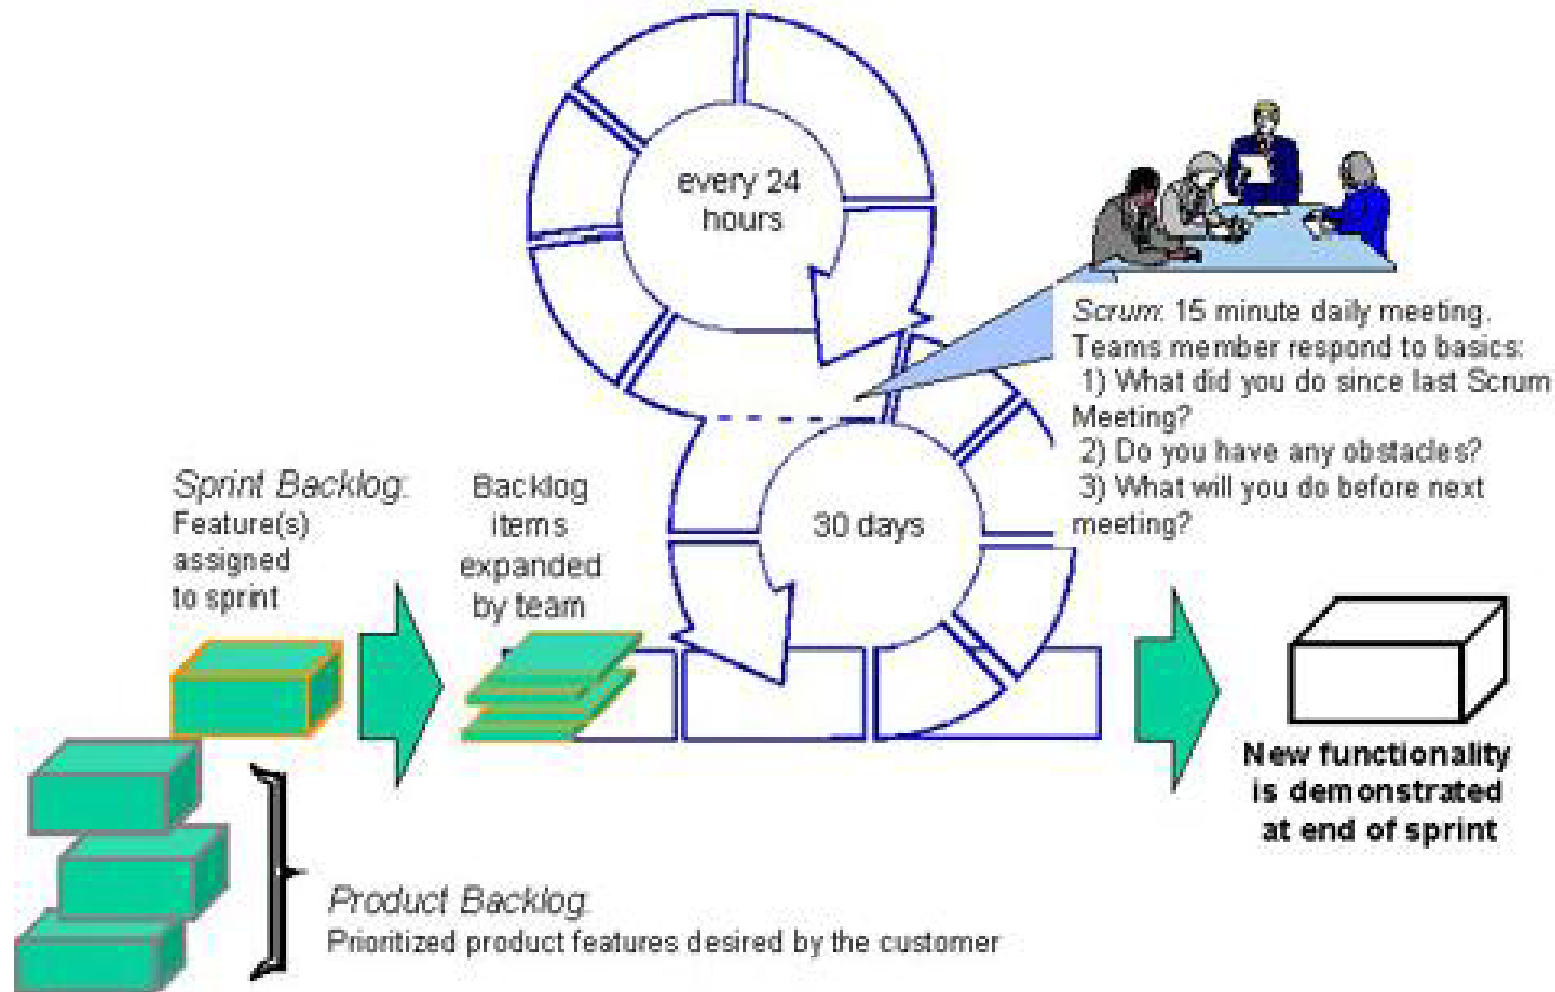 every 24
hours
Scrum: 15 minute daily meeting.
Teams member respond to basics:
1) What did you do since last Scrum
Meeting?
2) Do you have any obstacles?
3) What will you do before next
meeting?
Sprint Backlog:
Feature(s)
assigned
to sprint
Backlog
items
expanded
by team
30 days
New functionality
is demonstrated
at end of sprint
Product Backlog:
Prioritized product features desired by the customer